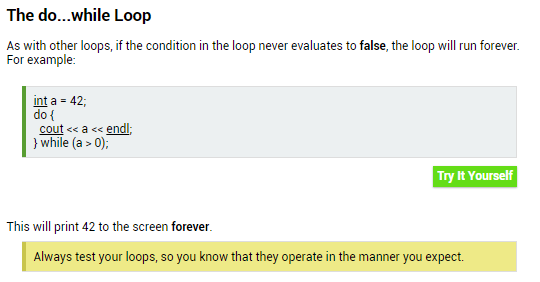 The do...while Loop
As with other loops, if the condition in the loop never evaluates to false, the loop will run forever.
For example:
int a = 42;
do {
cout << a << endl;
} while (a > 0);
Try It Yourself
This will print 42 to the screen forever.
Always test your loops, so you know that they operate in the manner you expect.